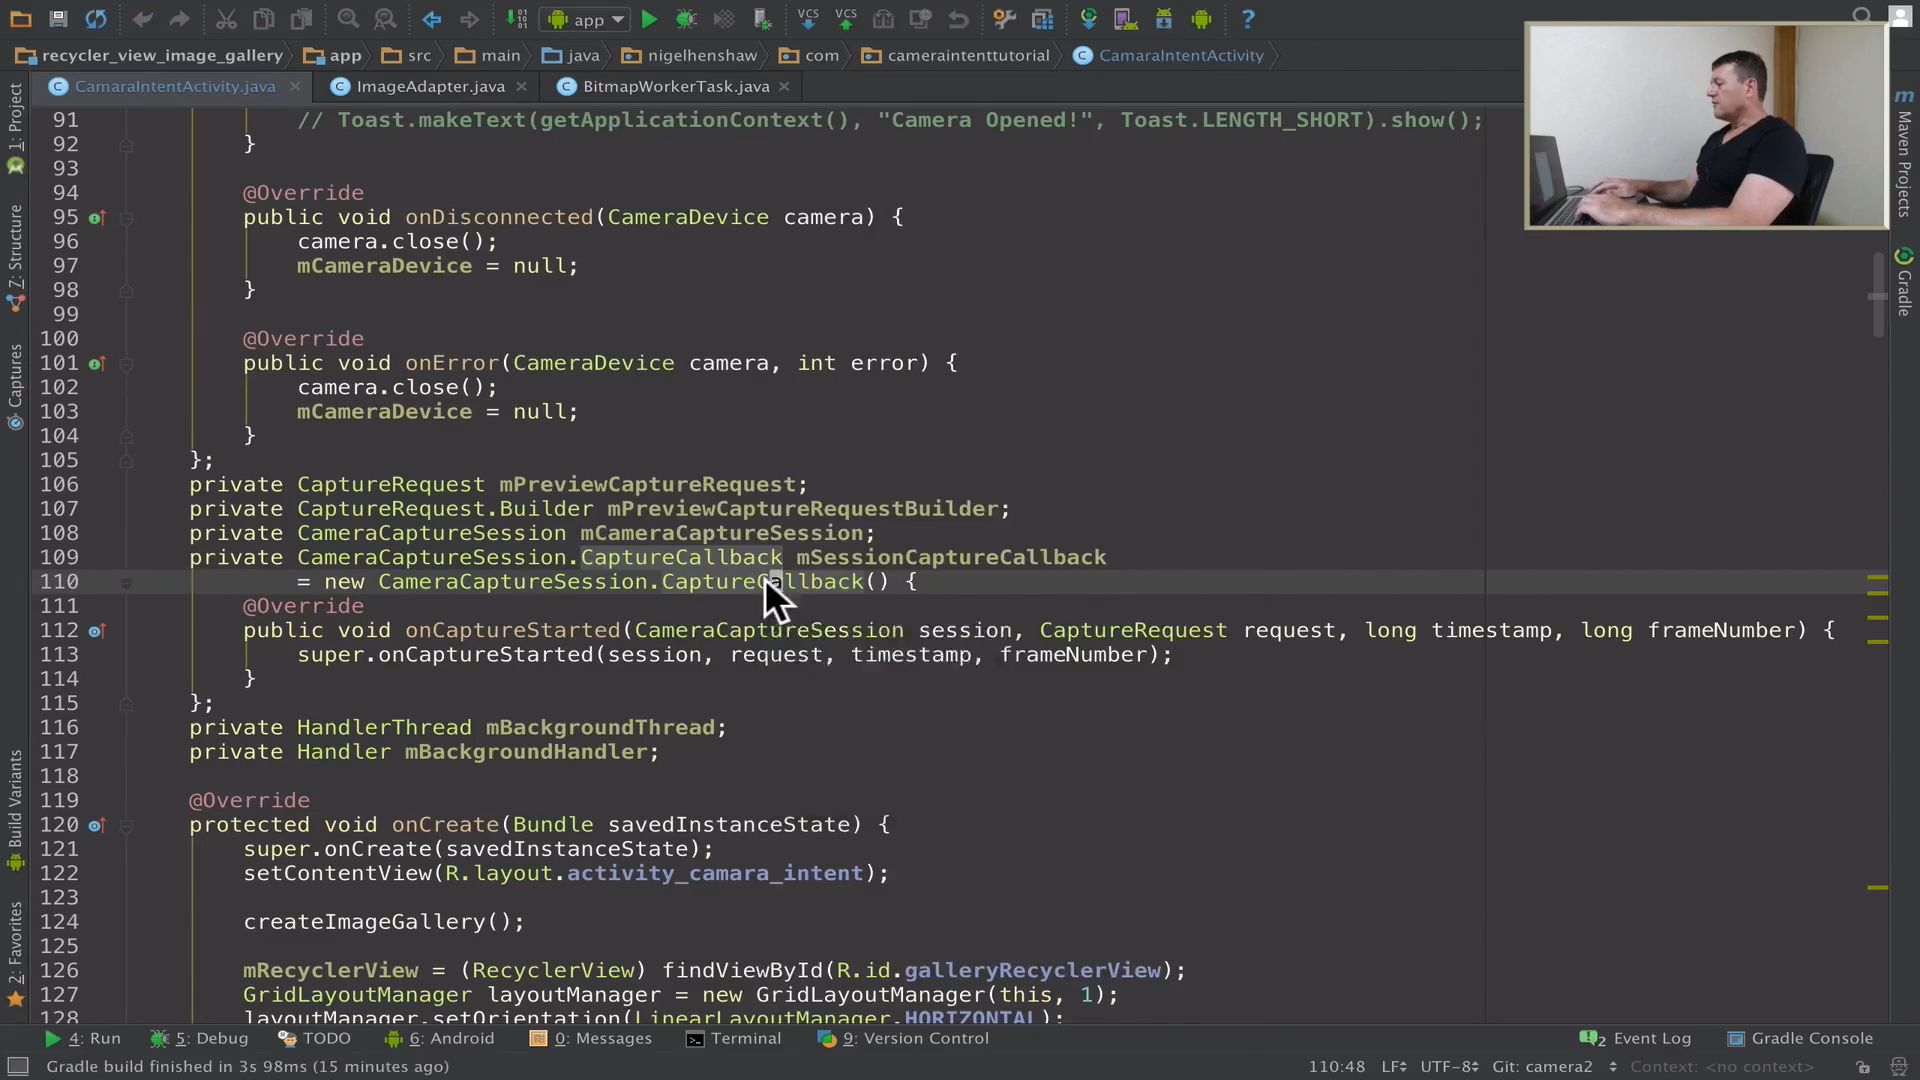 app
VCS
VCS
?
recycler_view_image_gallery
app
src
main
java
nigelhenshaw
com
cameraintenttutorial
CamaraIntentActivity
CamaraIntentActivity.java
ImageAdapter.java
BitmapWorkerTask.java
91 // Toast.makeText(getApplicationContext(), "Camera Opened!", Toast.LENGTH_SHORT).show();
92 }
93
94 @Override
95 public void onDisconnected(CameraDevice camera) {
96 camera.close();
97 mCameraDevice = null;
98 }
99
100 @Override
101 public void onError(CameraDevice camera, int error) {
102 camera.close();
103 mCameraDevice = null;
104 }
105 };
106 private CaptureRequest mPreviewCaptureRequest;
107 private CaptureRequest.Builder mPreviewCaptureRequestBuilder;
108 private CameraCaptureSession mCameraCaptureSession;
109 private CameraCaptureSession.CaptureCallback mSessionCaptureCallback
110 = new CameraCaptureSession.CaptureCallback() {
111 @Override
112 public void onCaptureStarted(CameraCaptureSession session, CaptureRequest request, long timestamp, long frameNumber) {
113 super.onCaptureStarted(session, request, timestamp, frameNumber);
114 }
115 };
116 private HandlerThread mBackgroundThread;
117 private Handler mBackgroundHandler;
118
119 @Override
120 protected void onCreate(Bundle savedInstanceState) {
121 super.onCreate(savedInstanceState);
122 setContentView(R.layout.activity_camara_intent);
123
124 createImageGallery();
125
126 mRecyclerView = (RecyclerView) findViewById(R.id.galleryRecyclerView);
127 GridLayoutManager layoutManager = new GridLayoutManager(this, 1);
128 layoutManager.setOrientation(LinearLayoutManager.HORIZONTAL);
1: Project
7: Structure
Captures
Build Variants
2: Favorites
m
Maven Projects
Gradle
4: Run
5: Debug
TODO
6: Android
0: Messages
Terminal
9: Version Control
2 Event Log
Gradle Console
Gradle build finished in 3s 98ms (15 minutes ago)
110:48
LF
UTF-8
Git: camera2
Context: <no context>